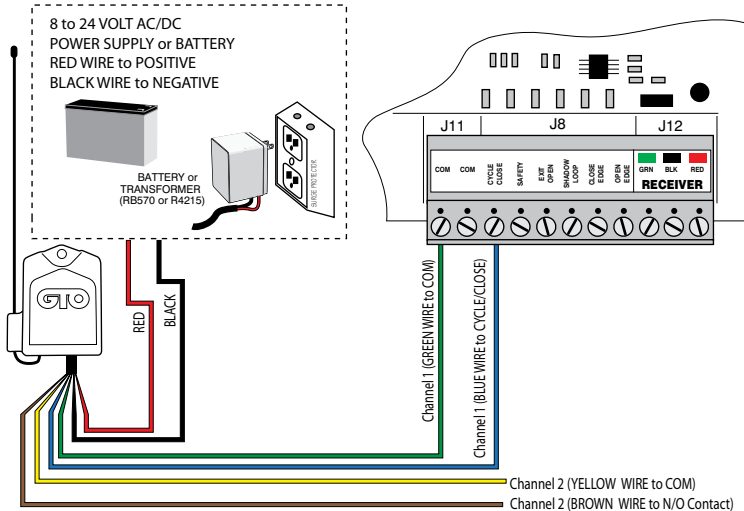 8 to 24 VOLT AC/DC
POWER SUPPLY or BATTERY
RED WIRE to POSITIVE
BLACK WIRE to NEGATIVE
BATTERY or
TRANSFORMER
(RB570 or R4215)
SURGE PROTECTOR
J11
J8
J12
COM
COM
CYCLE
CLOSE
SAFETY
EXIT
OPEN
SHADOW
LOOP
CLOSE
EDGE
OPEN
EDGE
GRN
BLK
RED
RECEIVER
GTO
RED
BLACK
Channel 1 (GREEN WIRE to COM)
Channel 1 (BLUE WIRE to CYCLE/CLOSE)
Channel 2 (YELLOW WIRE to COM)
Channel 2 (BROWN WIRE to N/O Contact)